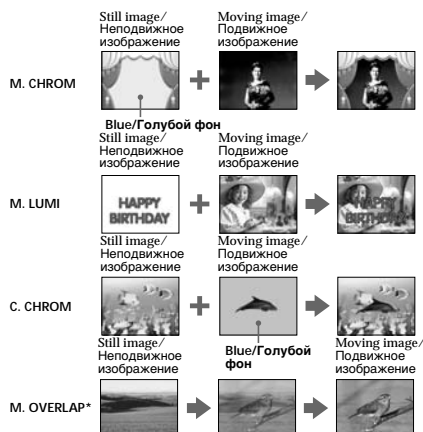 Still image/
Неподвижное
изображение
Moving image/
Подвижное
изображение
M. CHROM
Blue/Голубой фон
Still image/
Неподвижное
изображение
Moving image/
Подвижное
изображение
M. LUMI
HAPPY
BIRTHDAY
HAPPY
BIRTHDAY
Still image/
Неподвижное
изображение
Moving image/
Подвижное
изображение
C. CHROM
Blue/Голубой
фон
Still image/
Неподвижное
изображение
Moving image/
Подвижное
изображение
M. OVERLAP*